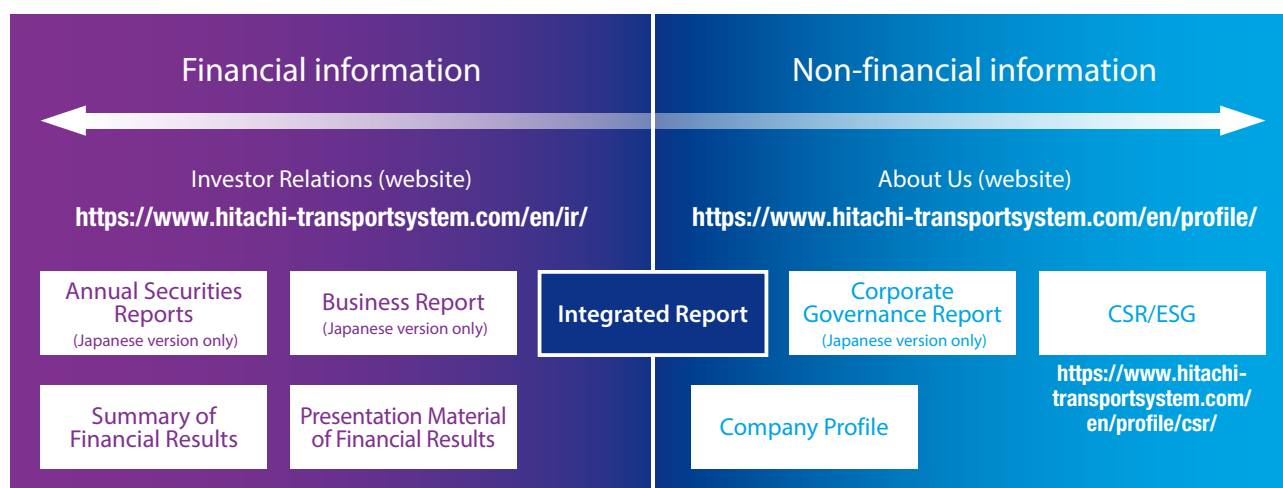 Financial information
Non-financial information
Investor Relations (website)
https://www.hitachi-transportsystem.com/en/ir/
About Us (website)
https://www.hitachi-transportsystem.com/en/profile/
Annual Securities
Reports
(Japanese version only)
Business Report
(Japanese version only)
Integrated Report
Corporate
Governance Report
(Japanese version only)
CSR/ESG
https://www.hitachi-
transportsystem.com/
en/profile/csr/
Summary of
Financial Results
Presentation Material
of Financial Results
Company Profile